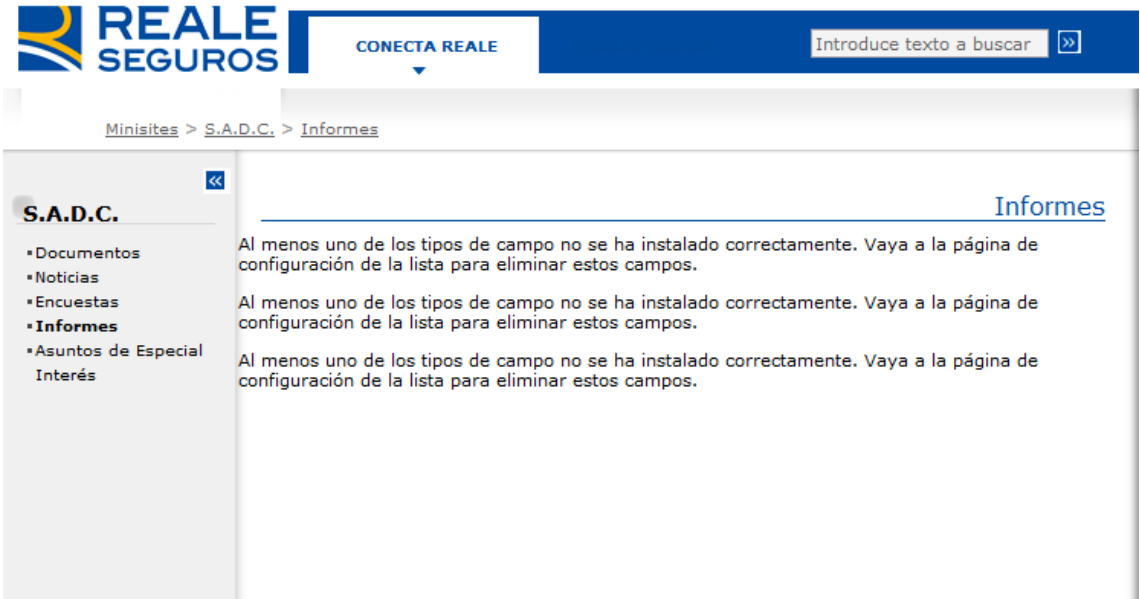 REALE
SEGUROS
CONECTA REALE
Introduce texto a buscar
Minisites > S.A.D.C. > Informes
S.A.D.C.
Documentos
Noticias
Encuestas
Informes
Asuntos de Especial
Interés
Informes
Al menos uno de los tipos de campo no se ha instalado correctamente. Vaya a la página de
configuración de la lista para eliminar estos campos.
Al menos uno de los tipos de campo no se ha instalado correctamente. Vaya a la página de
configuración de la lista para eliminar estos campos.
Al menos uno de los tipos de campo no se ha instalado correctamente. Vaya a la página de
configuración de la lista para eliminar estos campos.